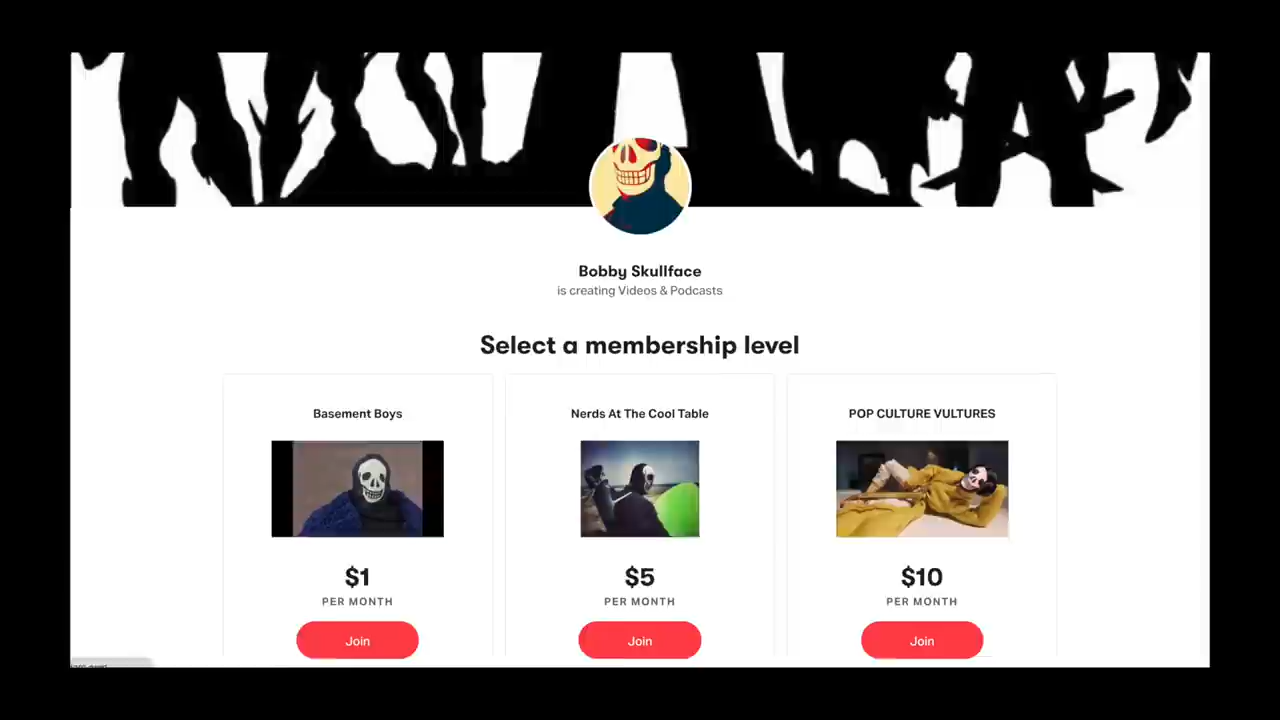 Bobby Skullface
is creating Videos & Podcasts
Select a membership level
Basement Boys
Nerds At The Cool Table
POP CULTURE VULTURES
$1
$5
$10
PER MONTH
PER MONTH
PER MONTH
Join
Join
Join